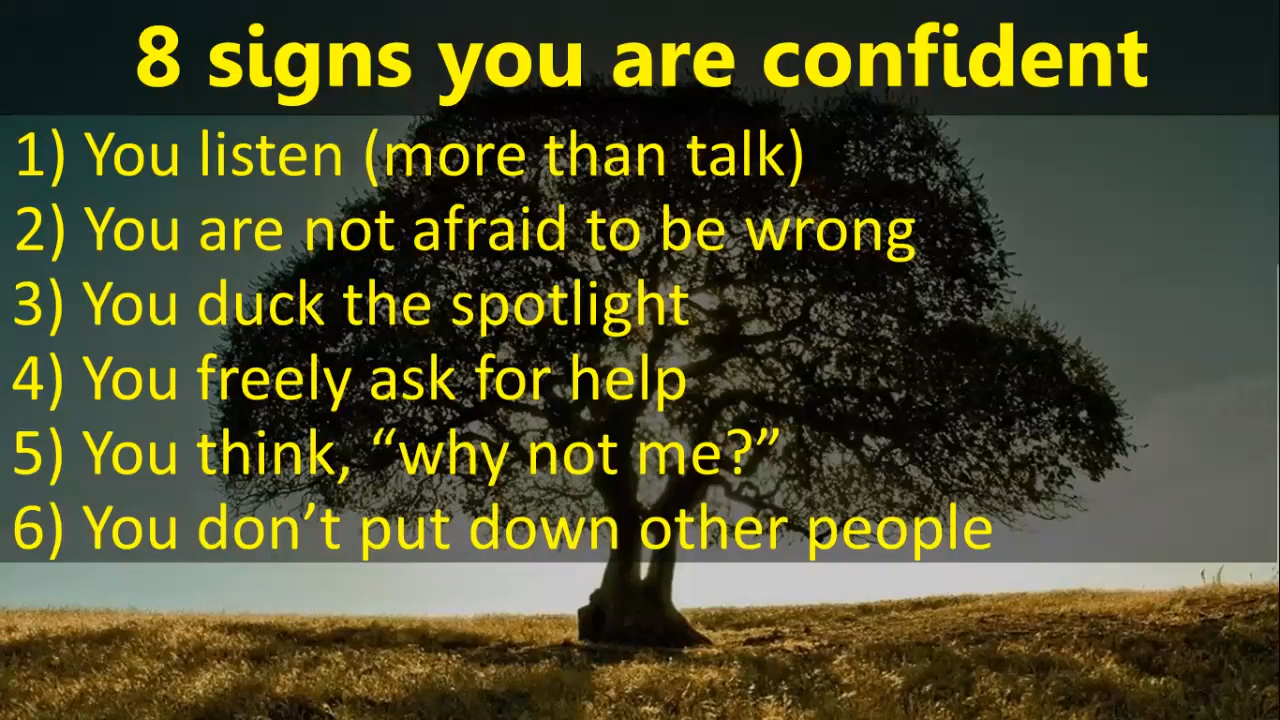 8 signs you are confident
1) You listen (more than talk)
2) You are not afraid to be wrong
3) You duck the spotlight
4) You freely ask for help
5) You think, “why not me?”
6) You don’t put down other people